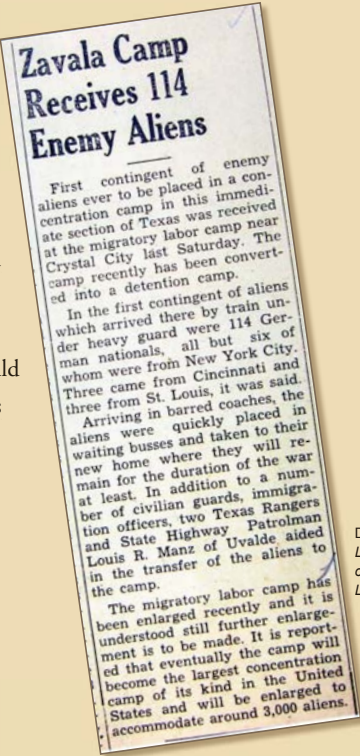 Zavala Camp
Receives 114
Enemy Aliens
First contingent of enemy
aliens ever to be placed in a con-
centration camp in this immedi-
ate section of Texas was received
at the migratory labor camp near
Crystal City last Saturday. The
camp recently has been convert-
ed into a detention camp.
In the first contingent of aliens
which arrived there by train un-
der heavy guard were 114 Ger-
man nationals, all but six of
whom were from New York City.
Three came from Cincinnati and
three from St. Louis, it was said.
Arriving in barred coaches, the
aliens were quickly placed in
waiting busses and taken to their
new home where they will re-
main for the duration of the war
at least. In addition to a num-
ber of civilian guards, immigra-
tion officers, two Texas Rangers
and State Highway Patrolman
Louis R. Manz of Uvalde aided
in the transfer of the aliens to
the camp.
The migratory labor camp has
been enlarged recently and it is
understood still further enlarge-
ment is to be made. It is report-
ed that eventually the camp will
become the largest concentration
camp of its kind in the United
States and will be enlarged to
accommodate around 3,000 aliens.